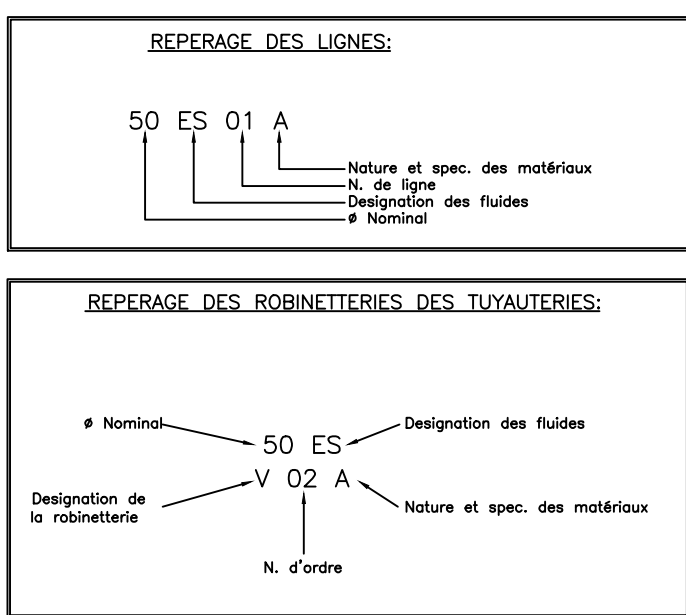 REPERAGE DES LIGNES:
50 ES 01 A
Nature et spec. des matériaux
N. de ligne
Designation des fluides
ø Nominal
REPERAGE DES ROBINETTERIES DES TUYAUTERIES:
ø Nominal
Designation des fluides
50 ES
V 02 A
Designation de
la robinetterie
Nature et spec. des matériaux
N. d'ordre